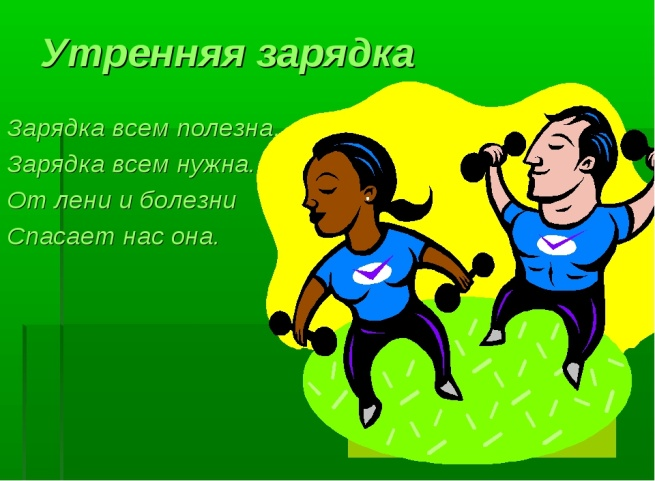 Утренняя зарядка
Зарядка всем полезна.
Зарядка всем нужна.
От лени и болезни
Спасает нас она.